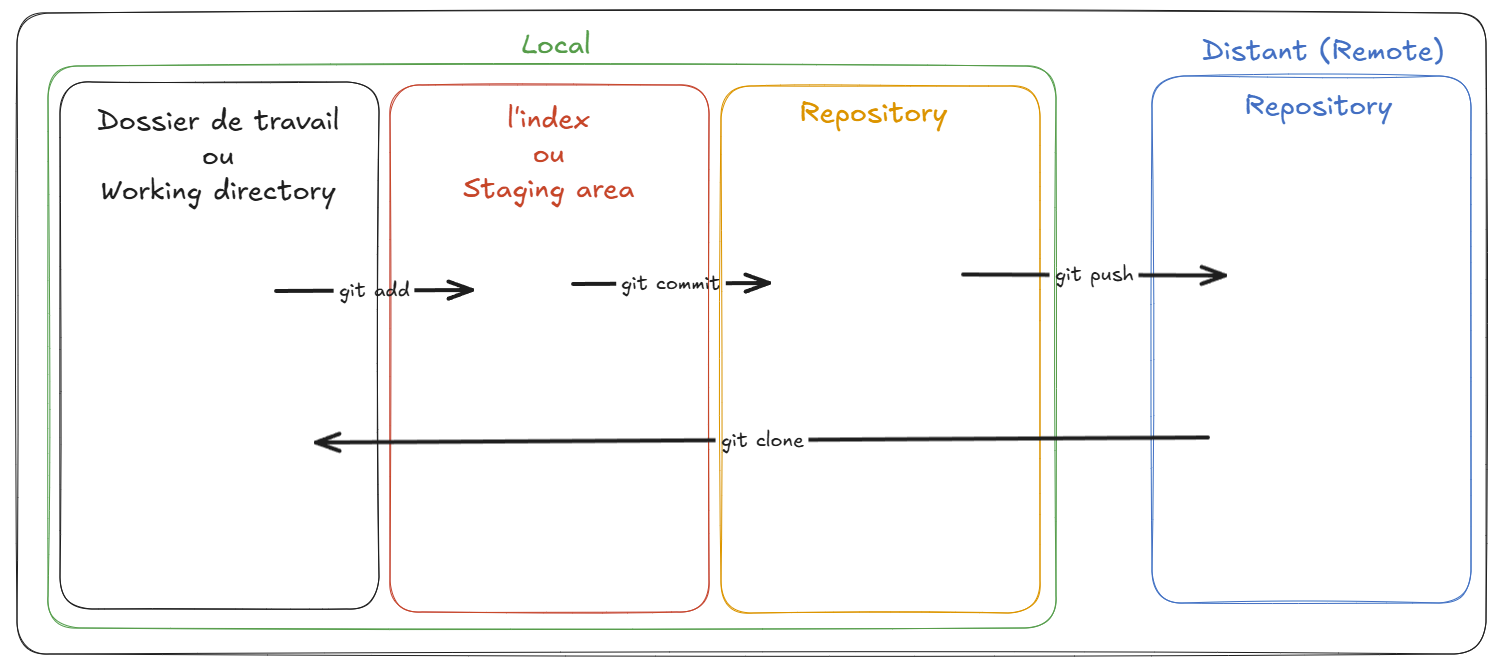 Local
Distant (Remote)
Dossier de travail
ou
Working directory
l'index
ou
Staging area
Repository
Repository
git add
git commit
git push
git clone